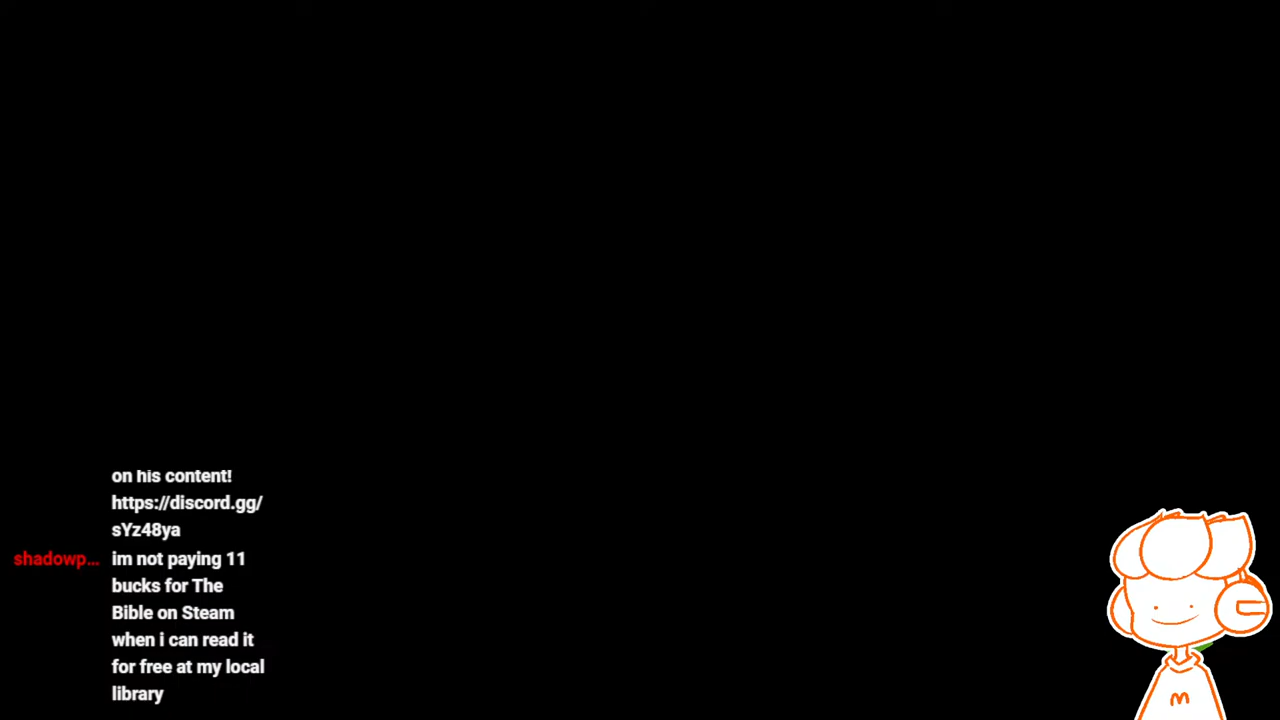 on his content!
https://discord.gg/
sYz48ya
shadowp... im not paying 11
bucks for The
Bible on Steam
when i can read it
for free at my local
library
m